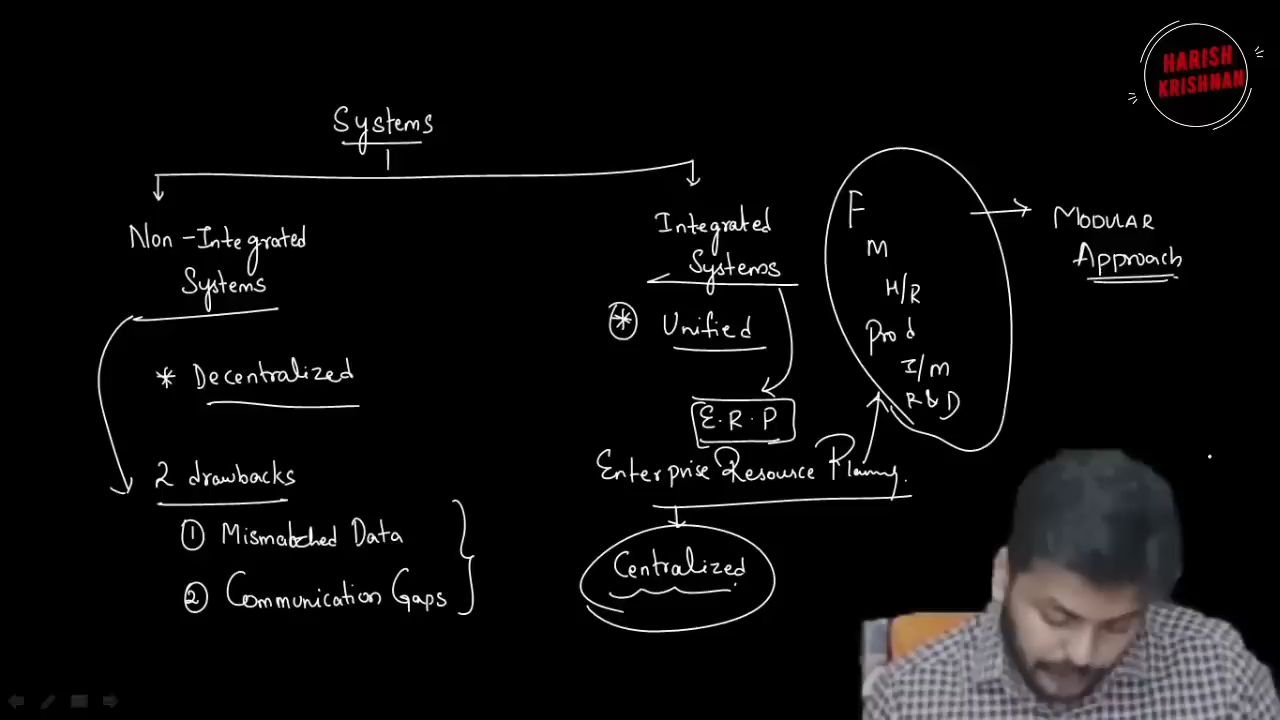 HARISH
KRISHNAN
Systems
Non-Integrated
Systems
* Decentralized
2 drawbacks
① Mismatched Data
② Communication Gaps
Integrated
Systems
* Unified
E.R.P
Enterprise Resource Planning.
Centralized
F
M
H/R
Prod
I/M
R&D
MODULAR
Approach